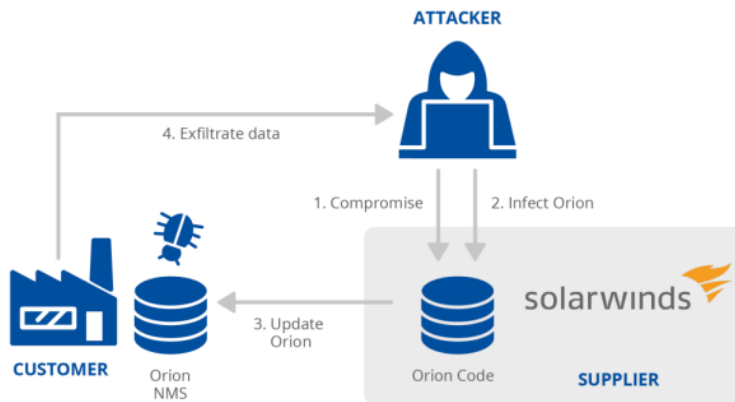 ATTACKER
4. Exfiltrate data
1. Compromise
2. Infect Orion
solarwinds
3. Update
Orion
CUSTOMER
Orion
NMS
Orion Code
SUPPLIER